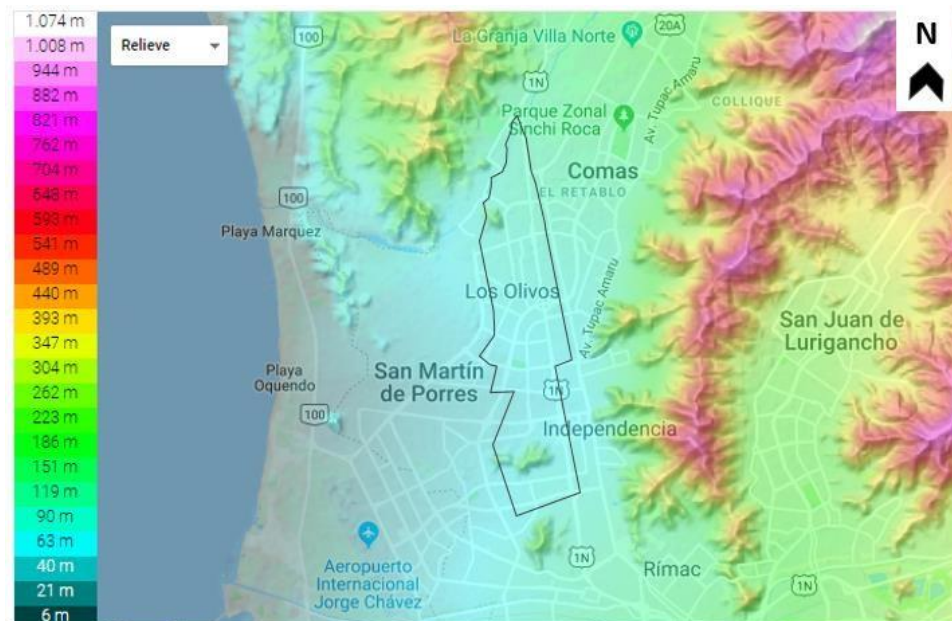 1.074 m
1.008 m
944 m
882 m
821 m
762 m
704 m
648 m
593 m
541 m
489 m
440 m
393 m
347 m
304 m
262 m
223 m
186 m
151 m
119 m
90 m
63 m
40 m
21 m
6 m
Relieve
N
100
La Granja Villa Norte
20A
1N
Av. Tupac Amaru
COLLIQUE
Parque Zonal
Sinchi Roca
Comas
EL RETABLO
100
Playa Marquez
Los Olivos
Av. Tupac Amaru
San Juan de
Lurigancho
Playa
Oquendo
San Martín
de Porres
1N
100
Independencia
Aeropuerto
Internacional
Jorge Chávez
1N
Rímac
1N